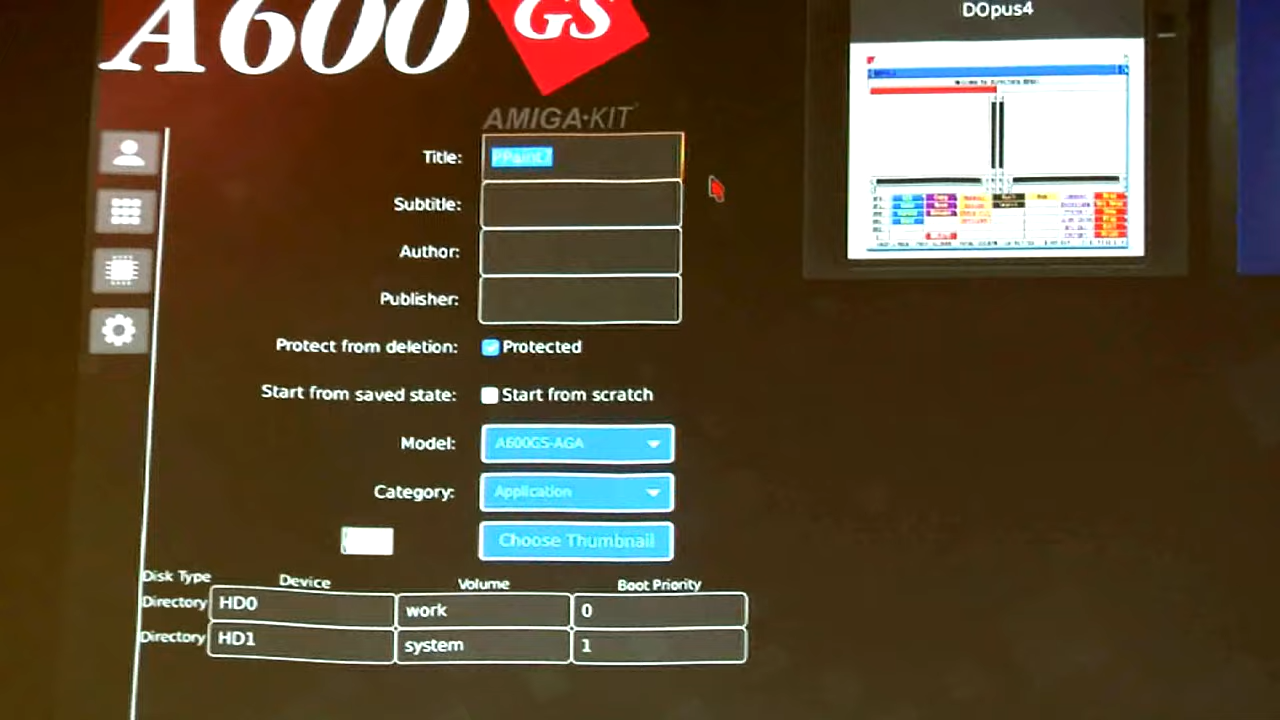 A600
GS
DOpus4
AMIGA·KIT
Title: PPaint7
Subtitle:
Author:
Publisher:
Protect from deletion: Protected
Start from saved state: Start from scratch
Model: A600GS-AGA
Category: Application
Choose Thumbnail
Disk Type Device Volume Boot Priority
Directory HD0 work 0
Directory HD1 system 1